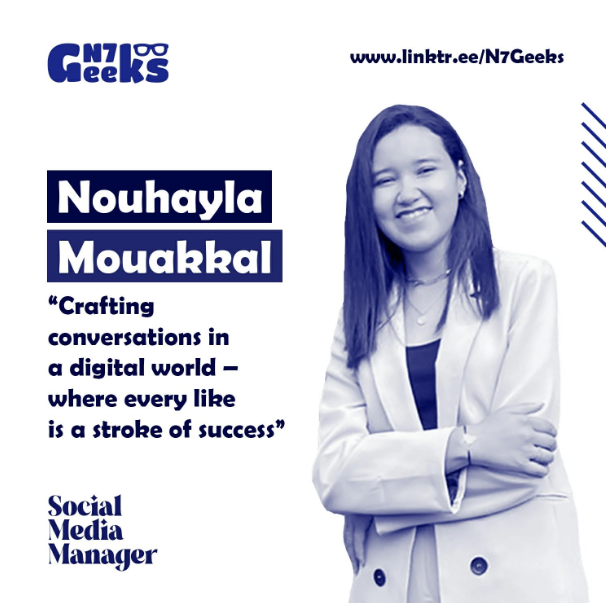 N7
Geeks
www.linktr.ee/N7Geeks
Nouhayla
Mouakkal
“Crafting
conversations in
a digital world –
where every like
is a stroke of success”
Social
Media
Manager